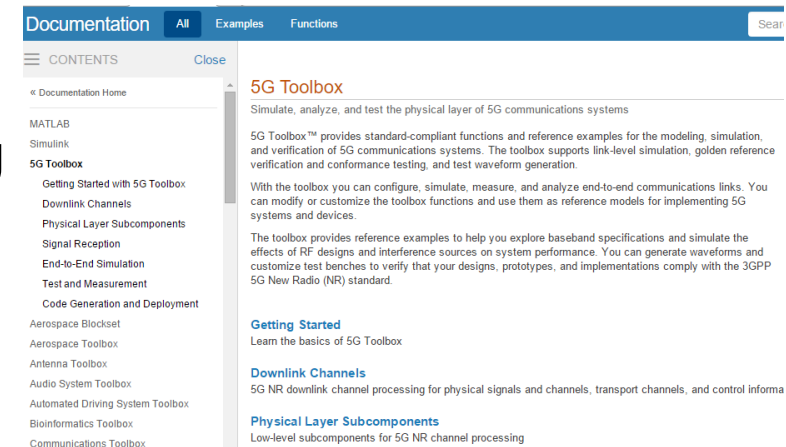 Documentation All Examples Functions
CONTENTS Close
« Documentation Home
MATLAB
Simulink
5G Toolbox
Getting Started with 5G Toolbox
Downlink Channels
Physical Layer Subcomponents
Signal Reception
End-to-End Simulation
Test and Measurement
Code Generation and Deployment
Aerospace Blockset
Aerospace Toolbox
Antenna Toolbox
Audio System Toolbox
Automated Driving System Toolbox
Bioinformatics Toolbox
Communications Toolbox
5G Toolbox
Simulate, analyze, and test the physical layer of 5G communications systems
5G Toolbox™ provides standard-compliant functions and reference examples for the modeling, simulation,
and verification of 5G communications systems. The toolbox supports link-level simulation, golden reference
verification and conformance testing, and test waveform generation.
With the toolbox you can configure, simulate, measure, and analyze end-to-end communications links. You
can modify or customize the toolbox functions and use them as reference models for implementing 5G
systems and devices.
The toolbox provides reference examples to help you explore baseband specifications and simulate the
effects of RF designs and interference sources on system performance. You can generate waveforms and
customize test benches to verify that your designs, prototypes, and implementations comply with the 3GPP
5G New Radio (NR) standard.
Getting Started
Learn the basics of 5G Toolbox
Downlink Channels
5G NR downlink channel processing for physical signals and channels, transport channels, and control informa
Physical Layer Subcomponents
Low-level subcomponents for 5G NR channel processing